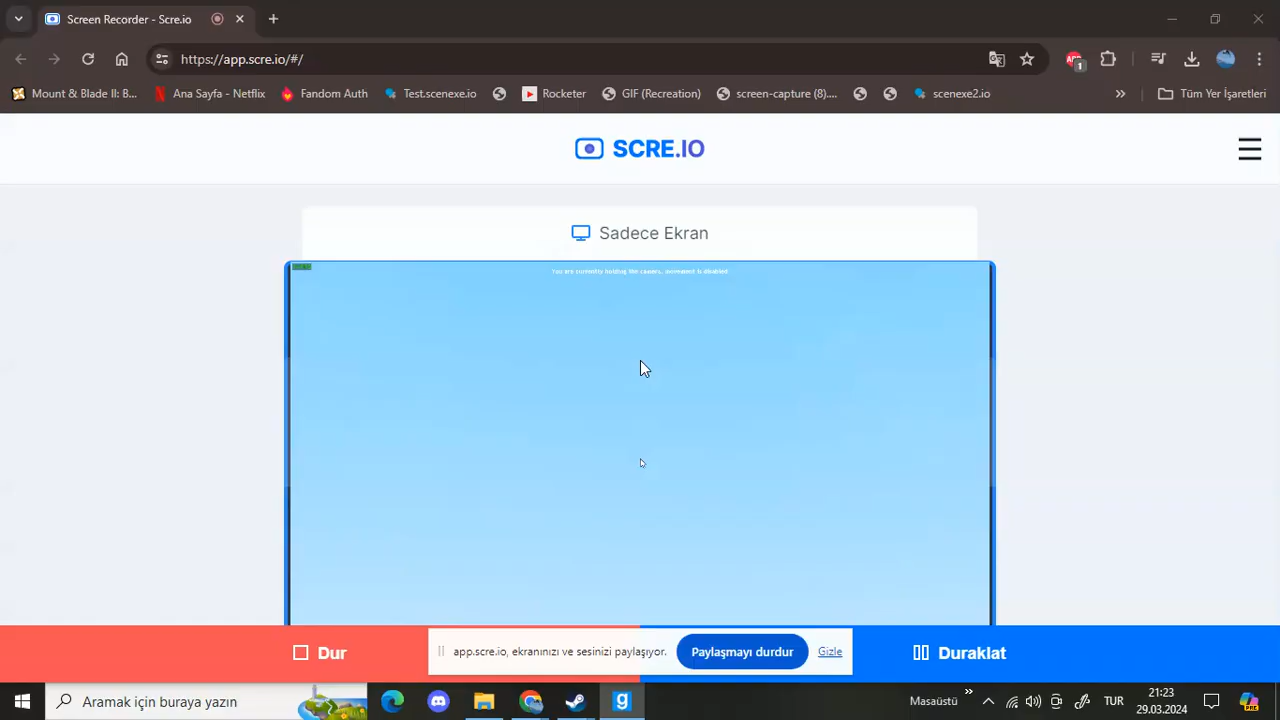 Screen Recorder - Scre.io
https://app.scre.io/#/
1
Mount & Blade II: B...
Ana Sayfa - Netflix
Fandom Auth
Test.scenexe.io
Rocketer
GIF (Recreation)
screen-capture (8)....
scenexe2.io
»
Tüm Yer İşaretleri
SCRE.IO
Sadece Ekran
You are currently holding the camera, movement is disabled
Dur
app.scre.io, ekranınızı ve sesinizi paylaşıyor.
Paylaşmayı durdur
Gizle
Duraklat
Aramak için buraya yazın
Masaüstü
»
TUR
21:23
29.03.2024
PRE